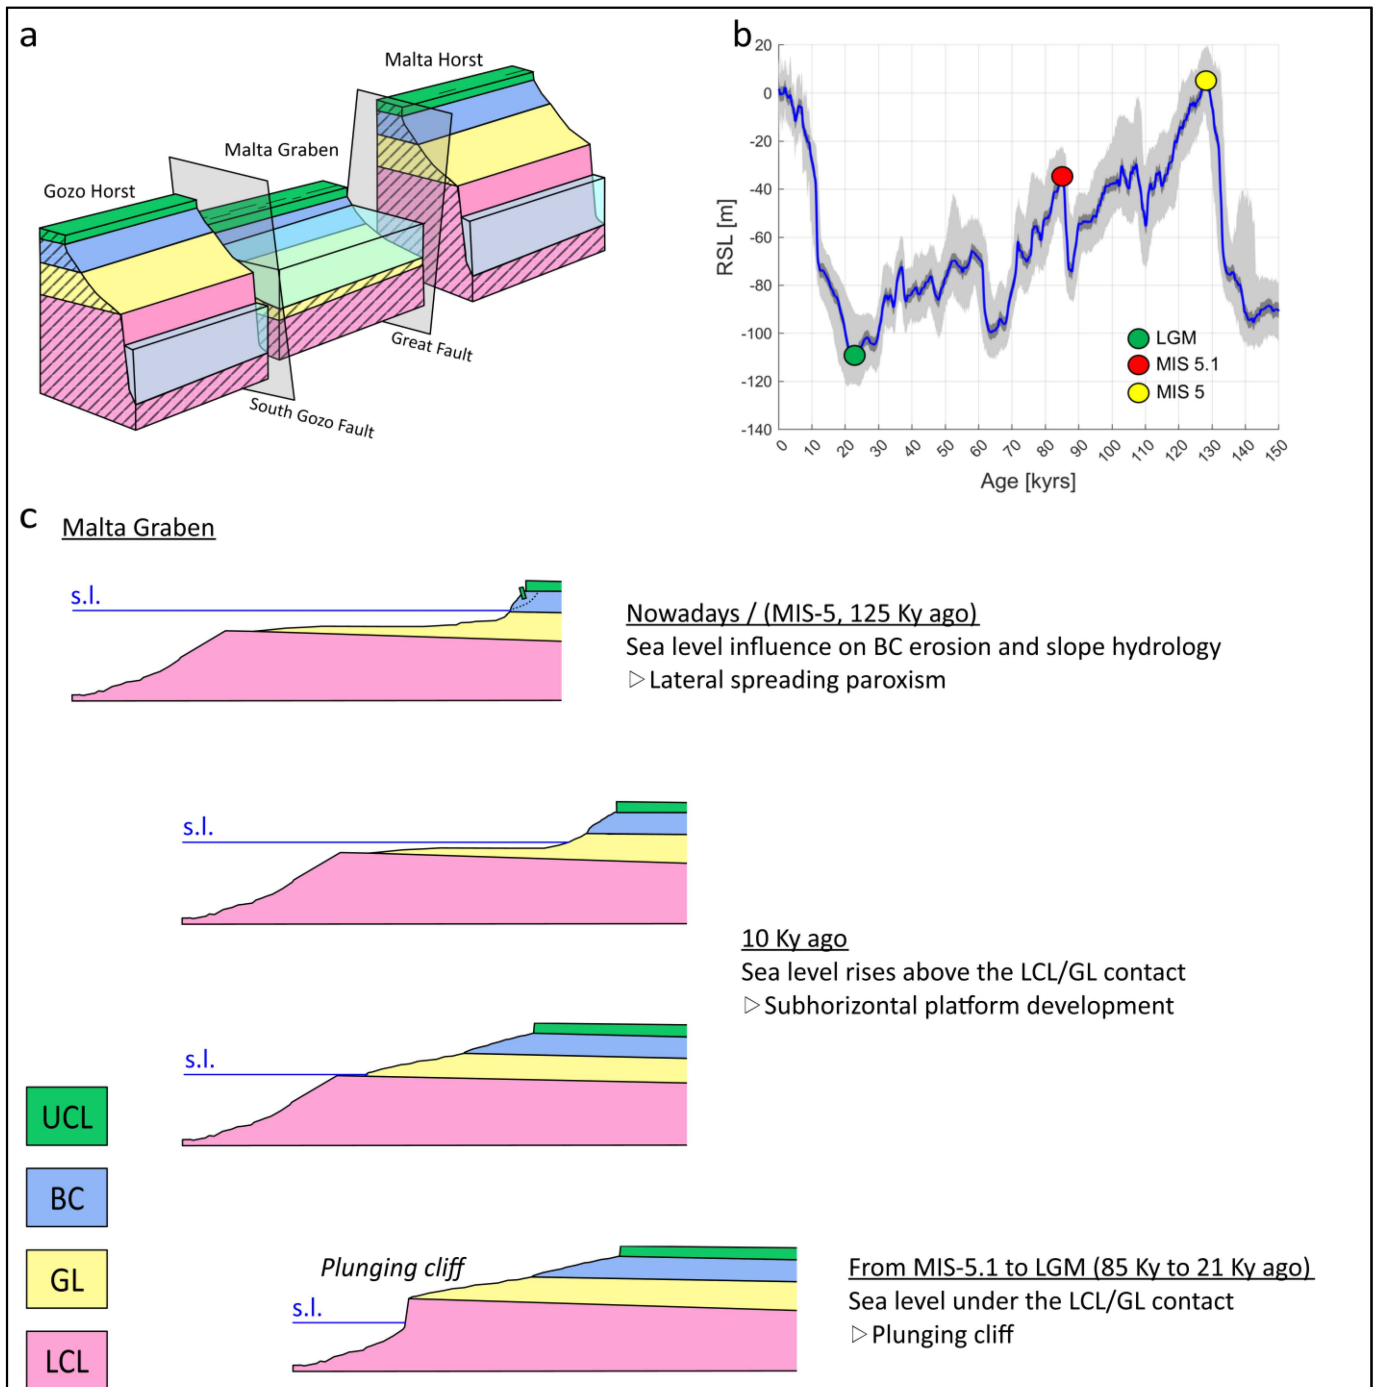 a
Malta Horst
Malta Graben
Gozo Horst
Great Fault
South Gozo Fault
b
20
0
-20
-40
-60
-80
-100
-120
-140
RSL [m]
LGM
MIS 5.1
MIS 5
0 10 20 30 40 50 60 70 80 90 100 110 120 130 140 150
Age [kyrs]
c
Malta Graben
s.l.
Nowadays / (MIS-5, 125 Ky ago)
Sea level influence on BC erosion and slope hydrology
▷Lateral spreading paroxism
s.l.
10 Ky ago
Sea level rises above the LCL/GL contact
▷Subhorizontal platform development
s.l.
UCL
BC
GL
LCL
Plunging cliff
s.l.
From MIS-5.1 to LGM (85 Ky to 21 Ky ago)
Sea level under the LCL/GL contact
▷Plunging cliff